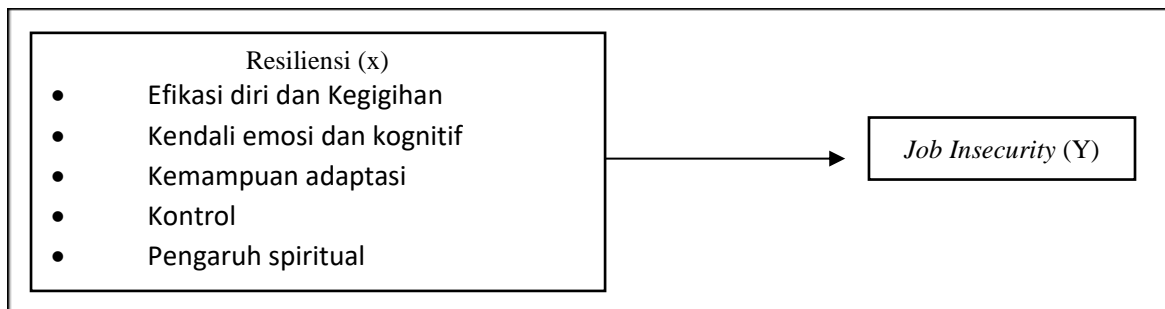 Resiliensi (x)
• Efikasi diri dan Kegigihan
• Kendali emosi dan kognitif
• Kemampuan adaptasi
• Kontrol
• Pengaruh spiritual
Job Insecurity (Y)